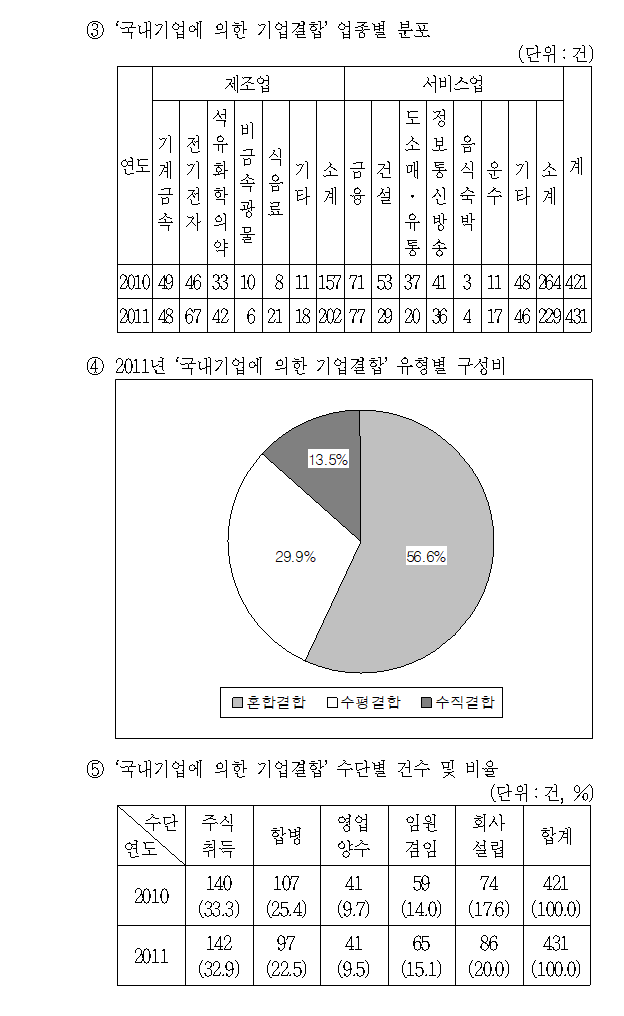 ③ ‘국내기업에 의한 기업결합’ 업종별 분포
(단위 : 건)
연도 제조업 서비스업 계
기계금속 전기전자 석유화학의약 비금속광물 식음료 기타 소계 금융 건설 도소매·유통 정보통신방송 음식숙박 운수 기타 소계
2010 49 46 33 10 8 11 157 71 53 37 41 3 11 48 264 421
2011 48 67 42 6 21 18 202 77 29 20 36 4 17 46 229 431
④ 2011년 ‘국내기업에 의한 기업결합’ 유형별 구성비
13.5%
29.9% 56.6%
혼합결합 수평결합 수직결합
⑤ ‘국내기업에 의한 기업결합’ 수단별 건수 및 비율
(단위 : 건, %)
수단 연도 주식취득 합병 영업양수 임원겸임 회사설립 합계
2010 140 107 41 59 74 421
(33.3) (25.4) (9.7) (14.0) (17.6) (100.0)
2011 142 97 41 65 86 431
(32.9) (22.5) (9.5) (15.1) (20.0) (100.0)